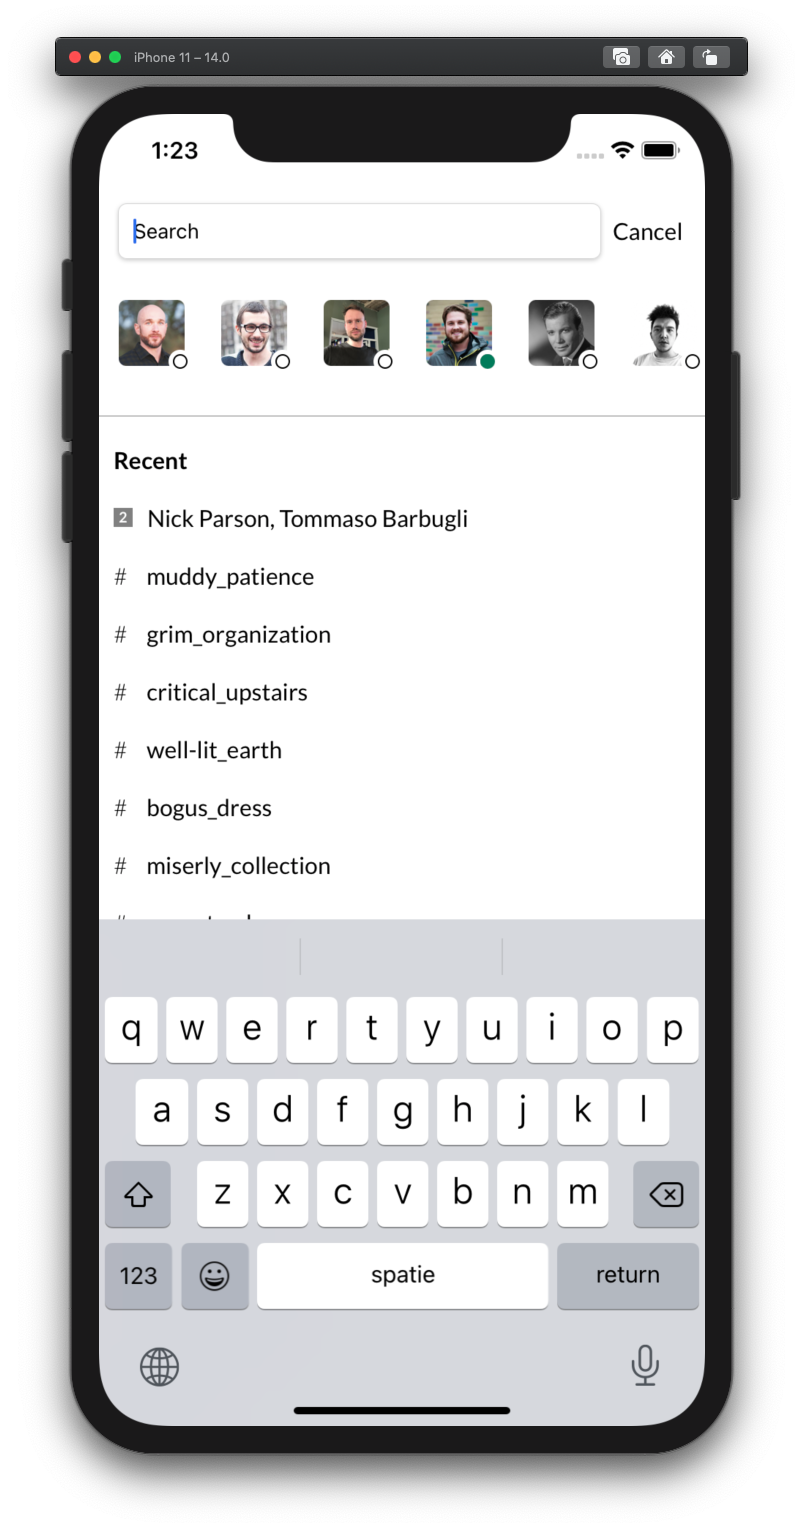 iPhone 11 – 14.0
1:23
Search
Cancel
Recent
2 Nick Parson, Tommaso Barbugli
# muddy_patience
# grim_organization
# critical_upstairs
# well-lit_earth
# bogus_dress
# miserly_collection
q w e r t y u i o p
a s d f g h j k l
z x c v b n m
123 spatie return